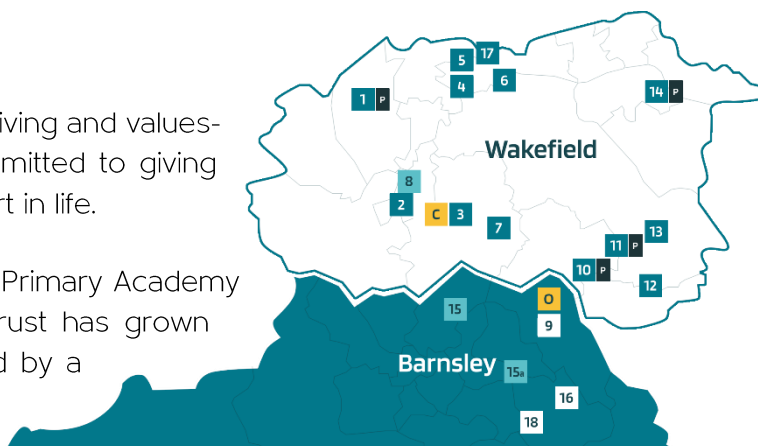 iving and values-
mitted to giving
rt in life.
Primary Academy
rust has grown
d by a
17
5
6
4
1 P
14 P
Wakefield
8
2
C 3
7
13
11 P
10 P
12
O
15
9
Barnsley
15a
16
18